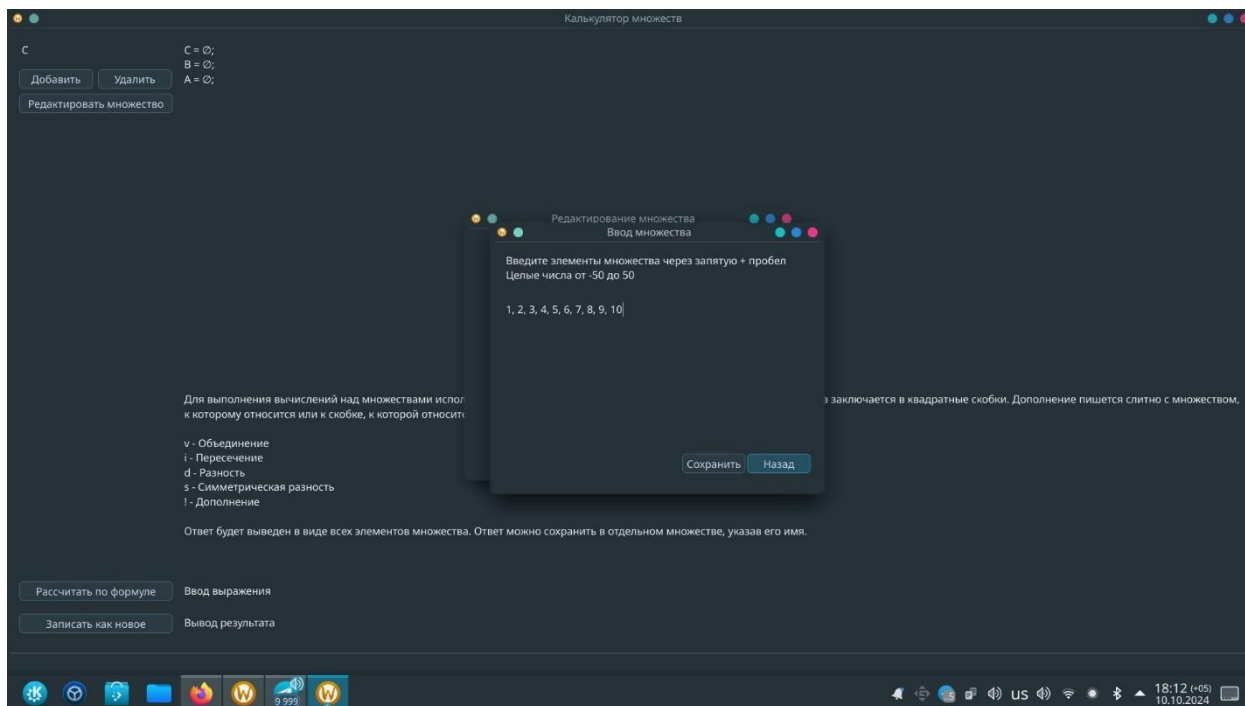 Калькулятор множеств
C
C = ∅;
B = ∅;
A = ∅;
Добавить
Удалить
Редактировать множество
Редактирование множества
Ввод множества
Введите элементы множества через запятую + пробел
Целые числа от -50 до 50
1, 2, 3, 4, 5, 6, 7, 8, 9, 10
Сохранить
Назад
Для выполнения вычислений над множествами испол
а заключается в квадратные скобки. Дополнение пишется слитно с множеством,
к которому относится или к скобке, к которой относитс
v - Объединение
i - Пересечение
d - Разность
s - Симметрическая разность
! - Дополнение
Ответ будет выведен в виде всех элементов множества. Ответ можно сохранить в отдельном множестве, указав его имя.
Рассчитать по формуле
Ввод выражения
Записать как новое
Вывод результата
9 999
us
18:12 (+05)
10.10.2024